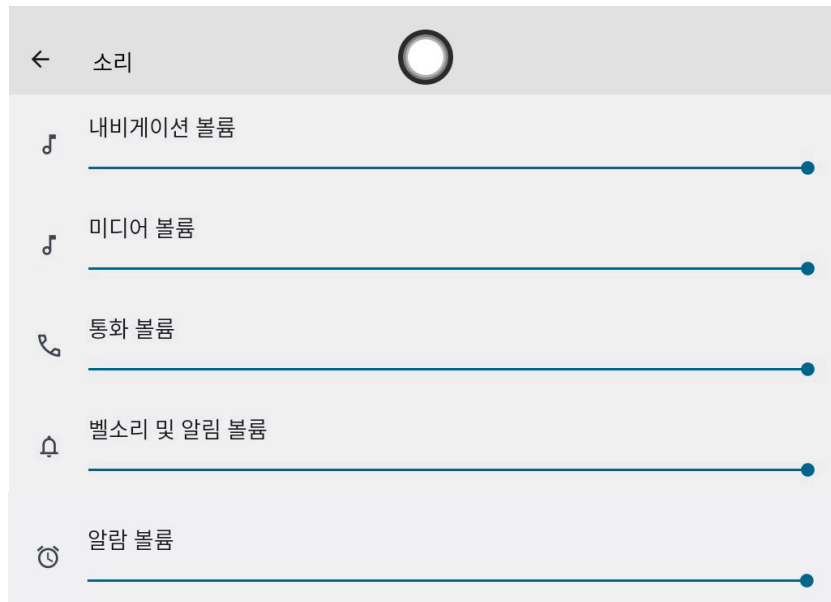 소리
내비게이션 볼륨
미디어 볼륨
통화 볼륨
벨소리 및 알림 볼륨
알람 볼륨